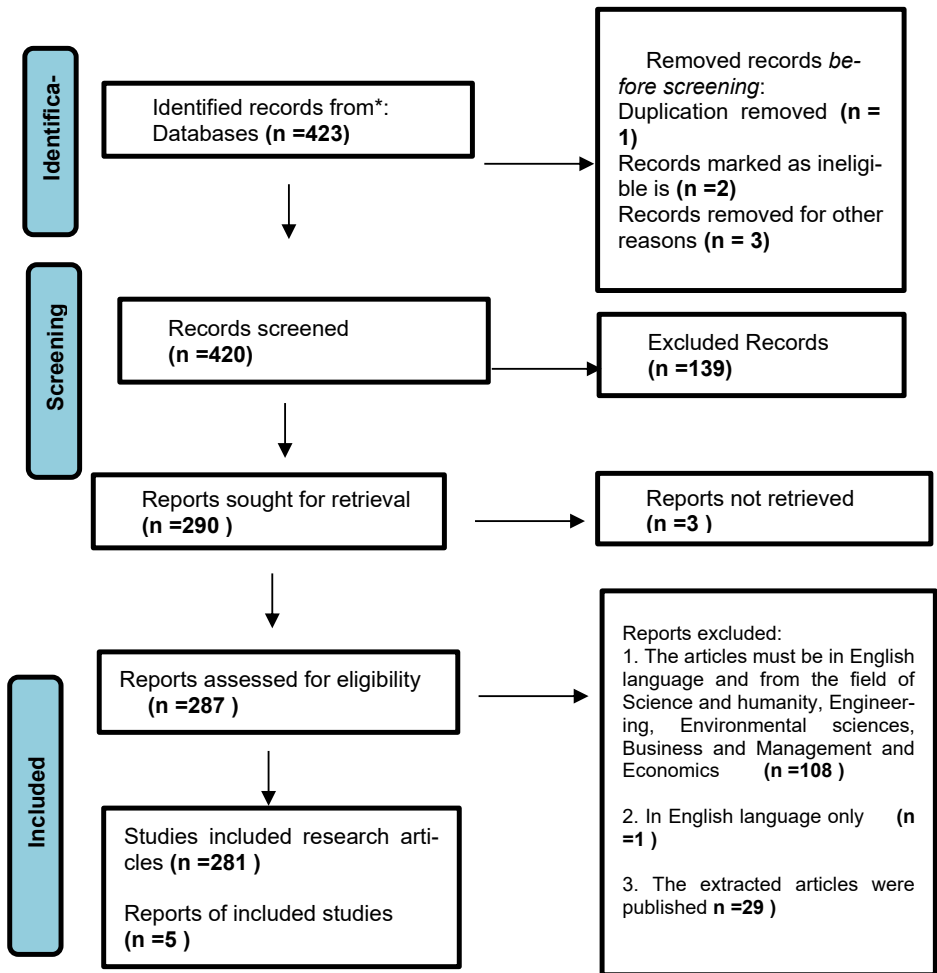 Identifica-
Identified records from*:
Databases (n =423)
Removed records be-
fore screening:
Duplication removed (n =
1)
Records marked as ineligi-
ble is (n =2)
Records removed for other
reasons (n = 3)
Screening
Records screened
(n =420)
Excluded Records
(n =139)
Reports sought for retrieval
(n =290 )
Reports not retrieved
(n =3 )
Included
Reports assessed for eligibility
(n =287 )
Reports excluded:
1. The articles must be in English
language and from the field of
Science and humanity, Engineer-
ing, Environmental sciences,
Business and Management and
Economics (n =108 )
2. In English language only (n
=1 )
3. The extracted articles were
published n =29 )
Studies included research arti-
cles (n =281 )
Reports of included studies
(n =5 )